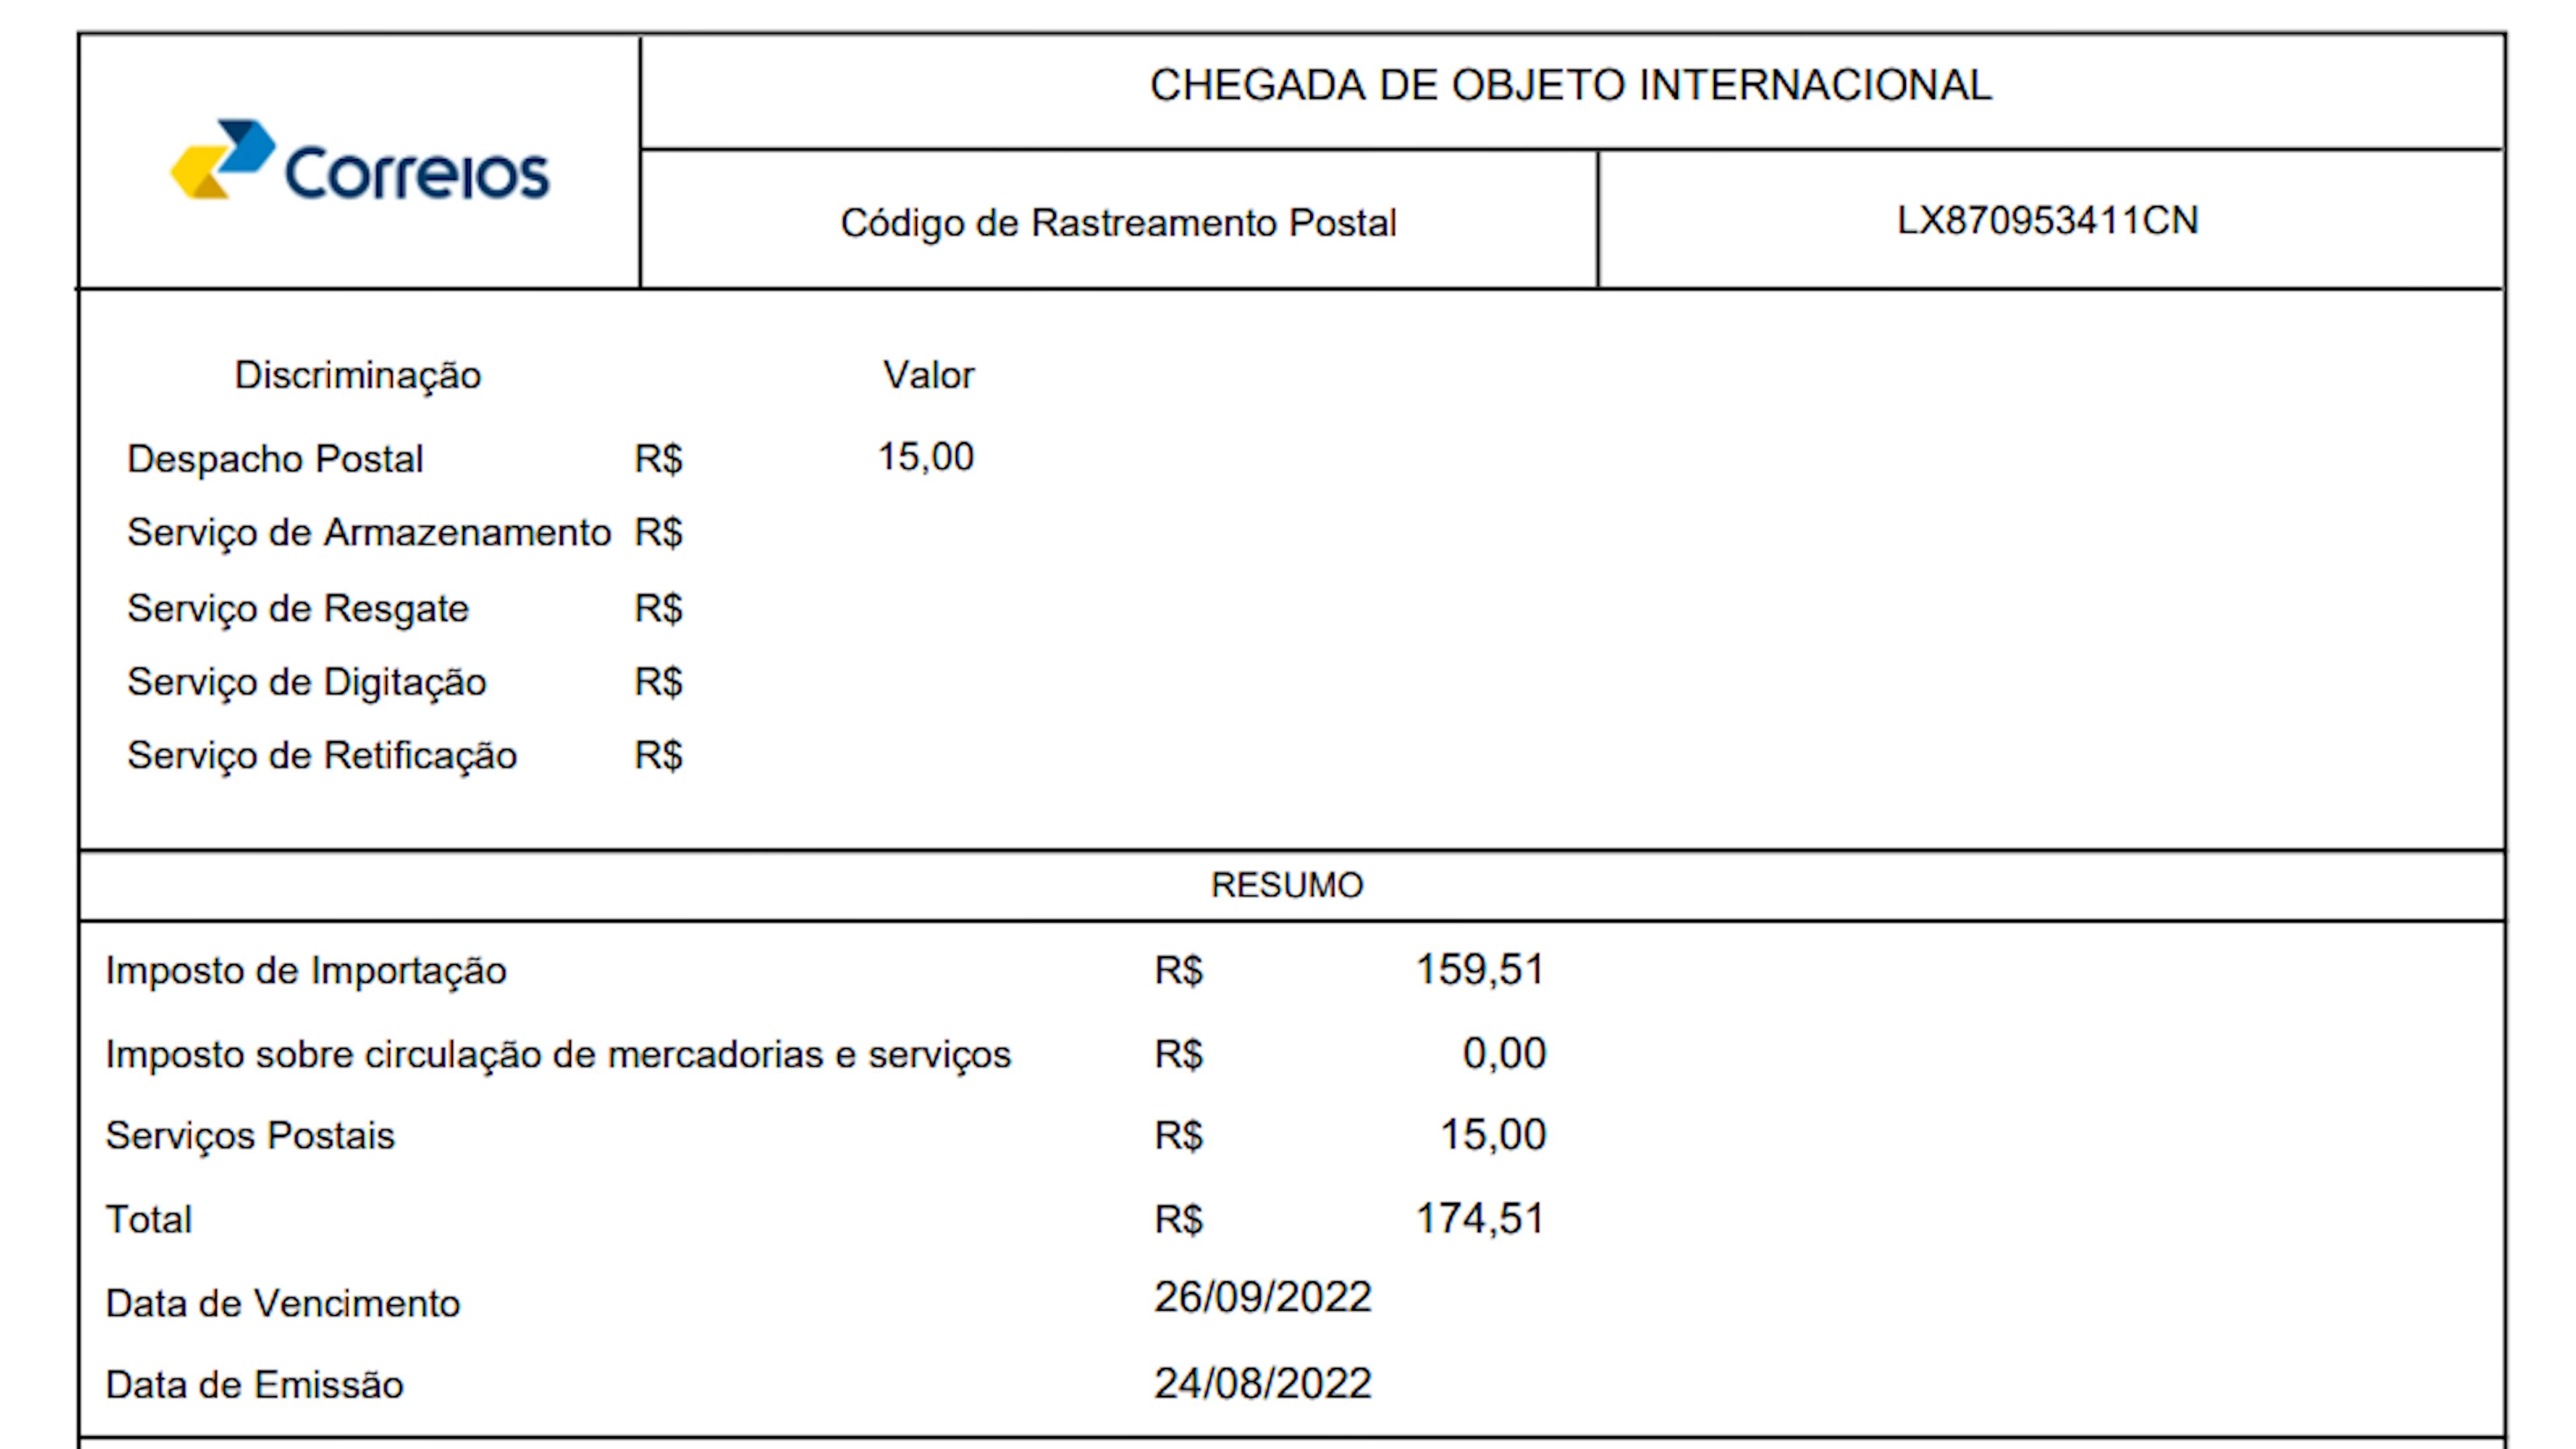 Correios
CHEGADA DE OBJETO INTERNACIONAL
Código de Rastreamento Postal LX870953411CN
Discriminação Valor
Despacho Postal R$ 15,00
Serviço de Armazenamento R$
Serviço de Resgate R$
Serviço de Digitação R$
Serviço de Retificação R$
RESUMO
Imposto de Importação R$ 159,51
Imposto sobre circulação de mercadorias e serviços R$ 0,00
Serviços Postais R$ 15,00
Total R$ 174,51
Data de Vencimento 26/09/2022
Data de Emissão 24/08/2022